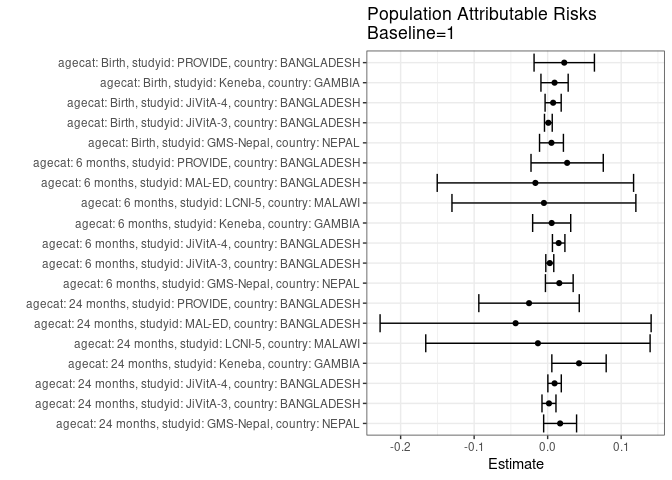 Population Attributable Risks
Baseline=1
agecat: Birth, studyid: PROVIDE, country: BANGLADESH
agecat: Birth, studyid: Keneba, country: GAMBIA
agecat: Birth, studyid: JiVitA-4, country: BANGLADESH
agecat: Birth, studyid: JiVitA-3, country: BANGLADESH
agecat: Birth, studyid: GMS-Nepal, country: NEPAL
agecat: 6 months, studyid: PROVIDE, country: BANGLADESH
agecat: 6 months, studyid: MAL-ED, country: BANGLADESH
agecat: 6 months, studyid: LCNI-5, country: MALAWI
agecat: 6 months, studyid: Keneba, country: GAMBIA
agecat: 6 months, studyid: JiVitA-4, country: BANGLADESH
agecat: 6 months, studyid: JiVitA-3, country: BANGLADESH
agecat: 6 months, studyid: GMS-Nepal, country: NEPAL
agecat: 24 months, studyid: PROVIDE, country: BANGLADESH
agecat: 24 months, studyid: MAL-ED, country: BANGLADESH
agecat: 24 months, studyid: LCNI-5, country: MALAWI
agecat: 24 months, studyid: Keneba, country: GAMBIA
agecat: 24 months, studyid: JiVitA-4, country: BANGLADESH
agecat: 24 months, studyid: JiVitA-3, country: BANGLADESH
agecat: 24 months, studyid: GMS-Nepal, country: NEPAL
-0.2 -0.1 0.0 0.1
Estimate